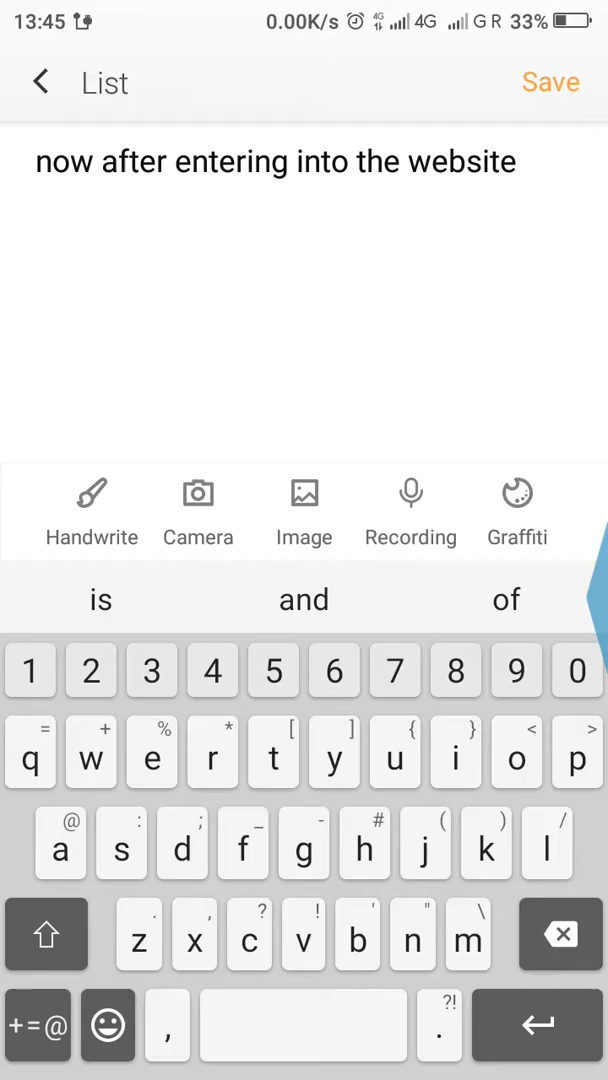 13:45 0.00K/s 4G 4G G R 33%
List Save
now after entering into the website
Handwrite Camera Image Recording Graffiti
is and of
1 2 3 4 5 6 7 8 9 0
= + % * [ ] { } < >
q w e r t y u i o p
@ : ; _ - # ( ) /
a s d f g h j k l
. , ? ! ' " \
z x c v b n m
+=@ , . ?!